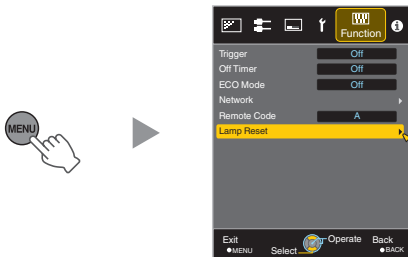 MENU
Function
Trigger Off
Off Timer Off
ECO Mode Off
Network
Remote Code A
Lamp Reset
Exit Operate Back
MENU Select BACK